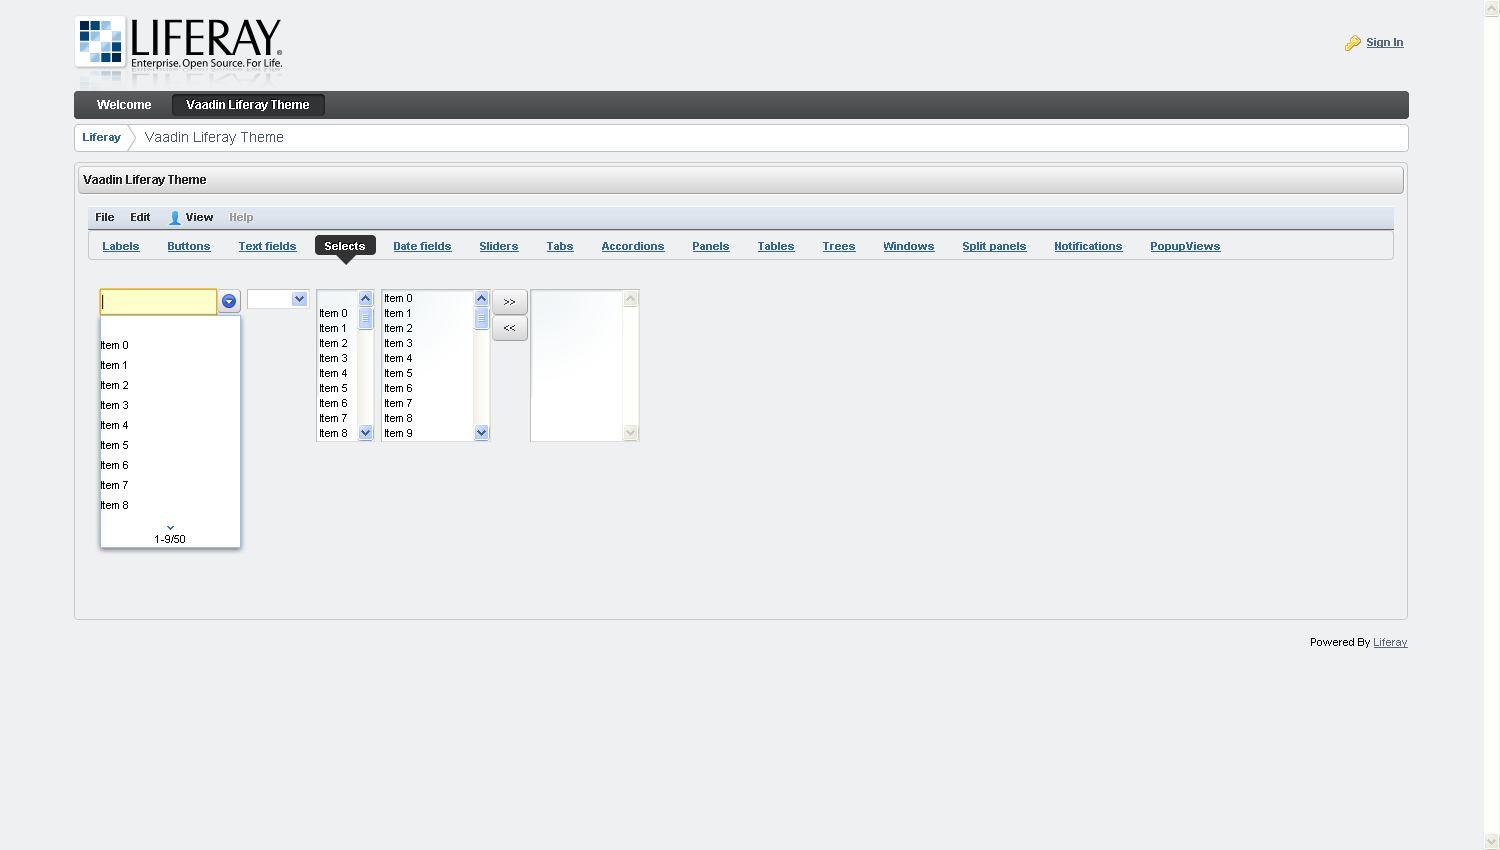 LIFERAY.
Enterprise. Open Source. For Life.
Sign In
Welcome
Vaadin Liferay Theme
Liferay
Vaadin Liferay Theme
Vaadin Liferay Theme
File Edit View Help
Labels Buttons Text fields Selects Date fields Sliders Tabs Accordions Panels Tables Trees Windows Split panels Notifications PopupViews
Item 0
Item 1
Item 2
Item 3
Item 4
Item 5
Item 6
Item 7
Item 8
1-9/50
Item 0
Item 1
Item 2
Item 3
Item 4
Item 5
Item 6
Item 7
Item 8
Item 0
Item 1
Item 2
Item 3
Item 4
Item 5
Item 6
Item 7
Item 8
Item 9
>>
<<
Powered By Liferay